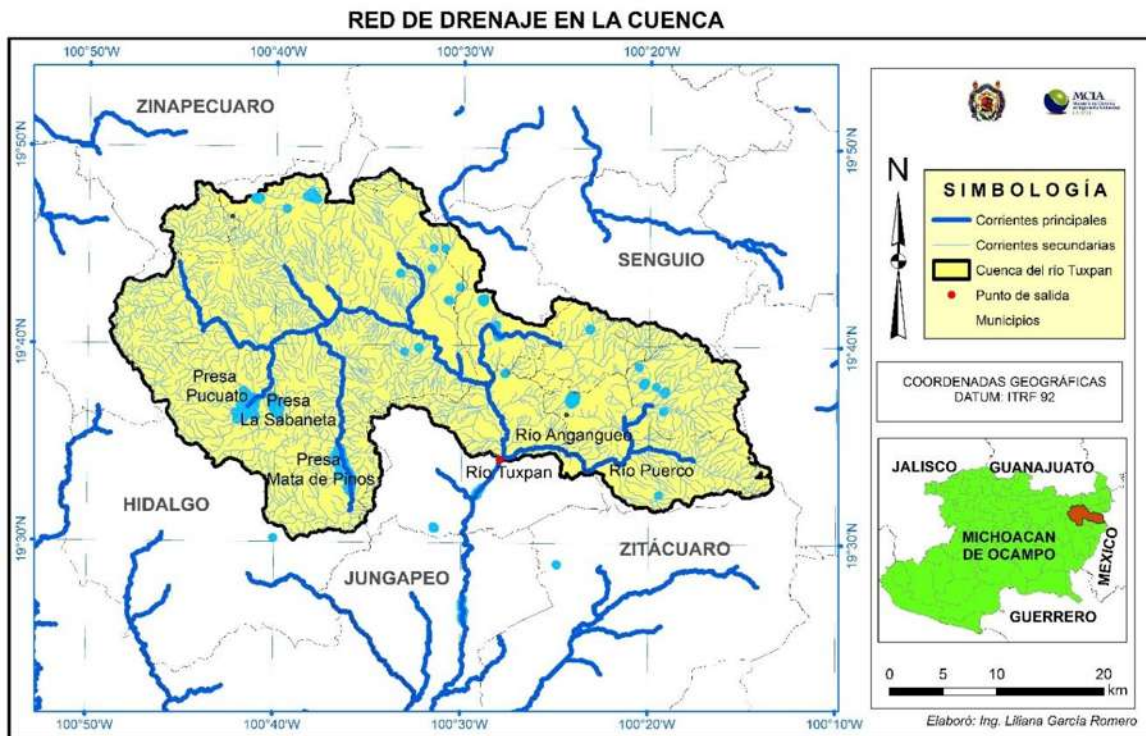 RED DE DRENAJE EN LA CUENCA
100°50'W 100°40'W 100°30'W 100°20'W
19°50'N
19°40'N
19°30'N
ZINAPECUARO
SENGUIO
Presa
Pucuato
Presa
La Sabaneta
Presa
Mata de Pinos
Río Angangueo
Río Tuxpan
Río Puerco
HIDALGO
JUNGAPEO
ZITÁCUARO
19°50'N
19°40'N
19°30'N
100°50'W 100°40'W 100°30'W 100°20'W 100°10'W
MCIA
N
SIMBOLOGÍA
Corrientes principales
Corrientes secundarias
Cuenca del río Tuxpan
Punto de salida
Municipios
COORDENADAS GEOGRÁFICAS
DATUM: ITRF 92
JALISCO GUANAJUATO
MICHOACAN
DE OCAMPO
MEXICO
GUERRERO
0 5 10 20
km
Elaboró: Ing. Liliana García Romero